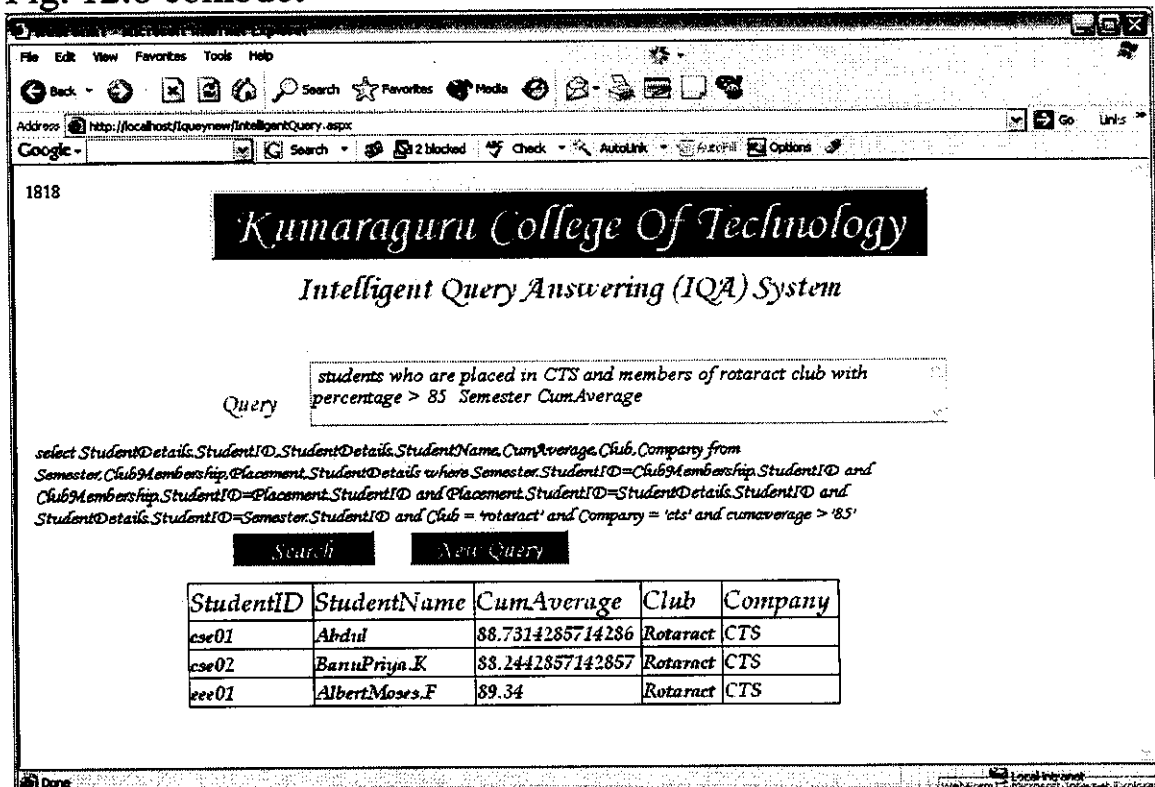 File Edit View Favorites Tools Help
Back Search Favorites Media
Address http://localhost/Iqueynew/IntelligentQuery.aspx Go Links »
Google - Search 12 blocked Check AutoLink AutoFill Options
1818
Kumaraguru College Of Technology
Intelligent Query Answering (IQA) System
students who are placed in CTS and members of rotaract club with
Query percentage > 85 Semester CumAverage
select StudentDetails.StudentID,StudentDetails.StudentName,CumAverage,Club,Company from
Semester,ClubMembership,Placement,StudentDetails where Semester.StudentID=ClubMembership.StudentID and
ClubMembership.StudentID=Placement.StudentID and Placement.StudentID=StudentDetails.StudentID and
StudentDetails.StudentID=Semester.StudentID and Club = 'rotaract' and Company = 'cts' and cumaverage > '85'
Search New Query
StudentID StudentName CumAverage Club Company
cse01 Abdul 88.7314285714286 Rotaract CTS
cse02 BanuPriya.K 88.2442857142857 Rotaract CTS
eee01 AlbertMoses.F 89.34 Rotaract CTS
Done Local intranet